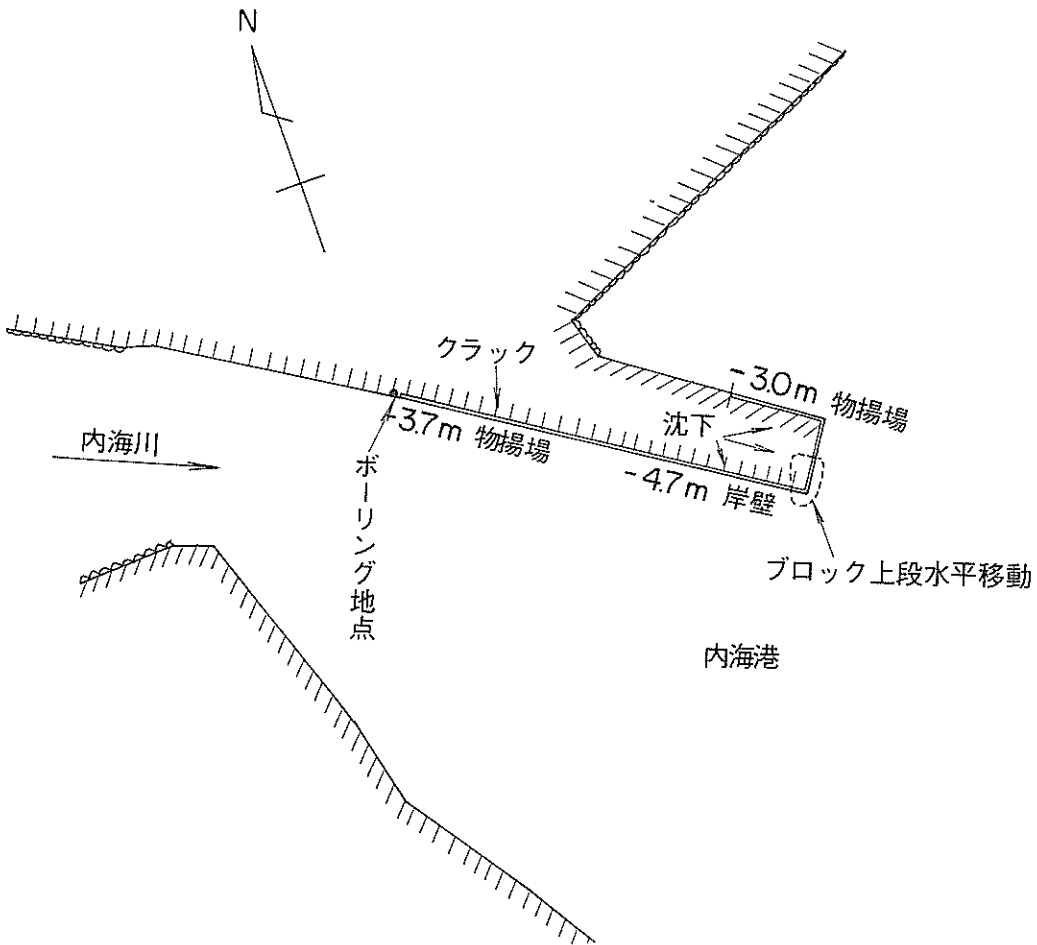 N
クラック
-3.0m 物揚場
-3.7m 物揚場
沈下
内海川
-4.7m 岸壁
ボーリング地点
ブロック上段水平移動
内海港